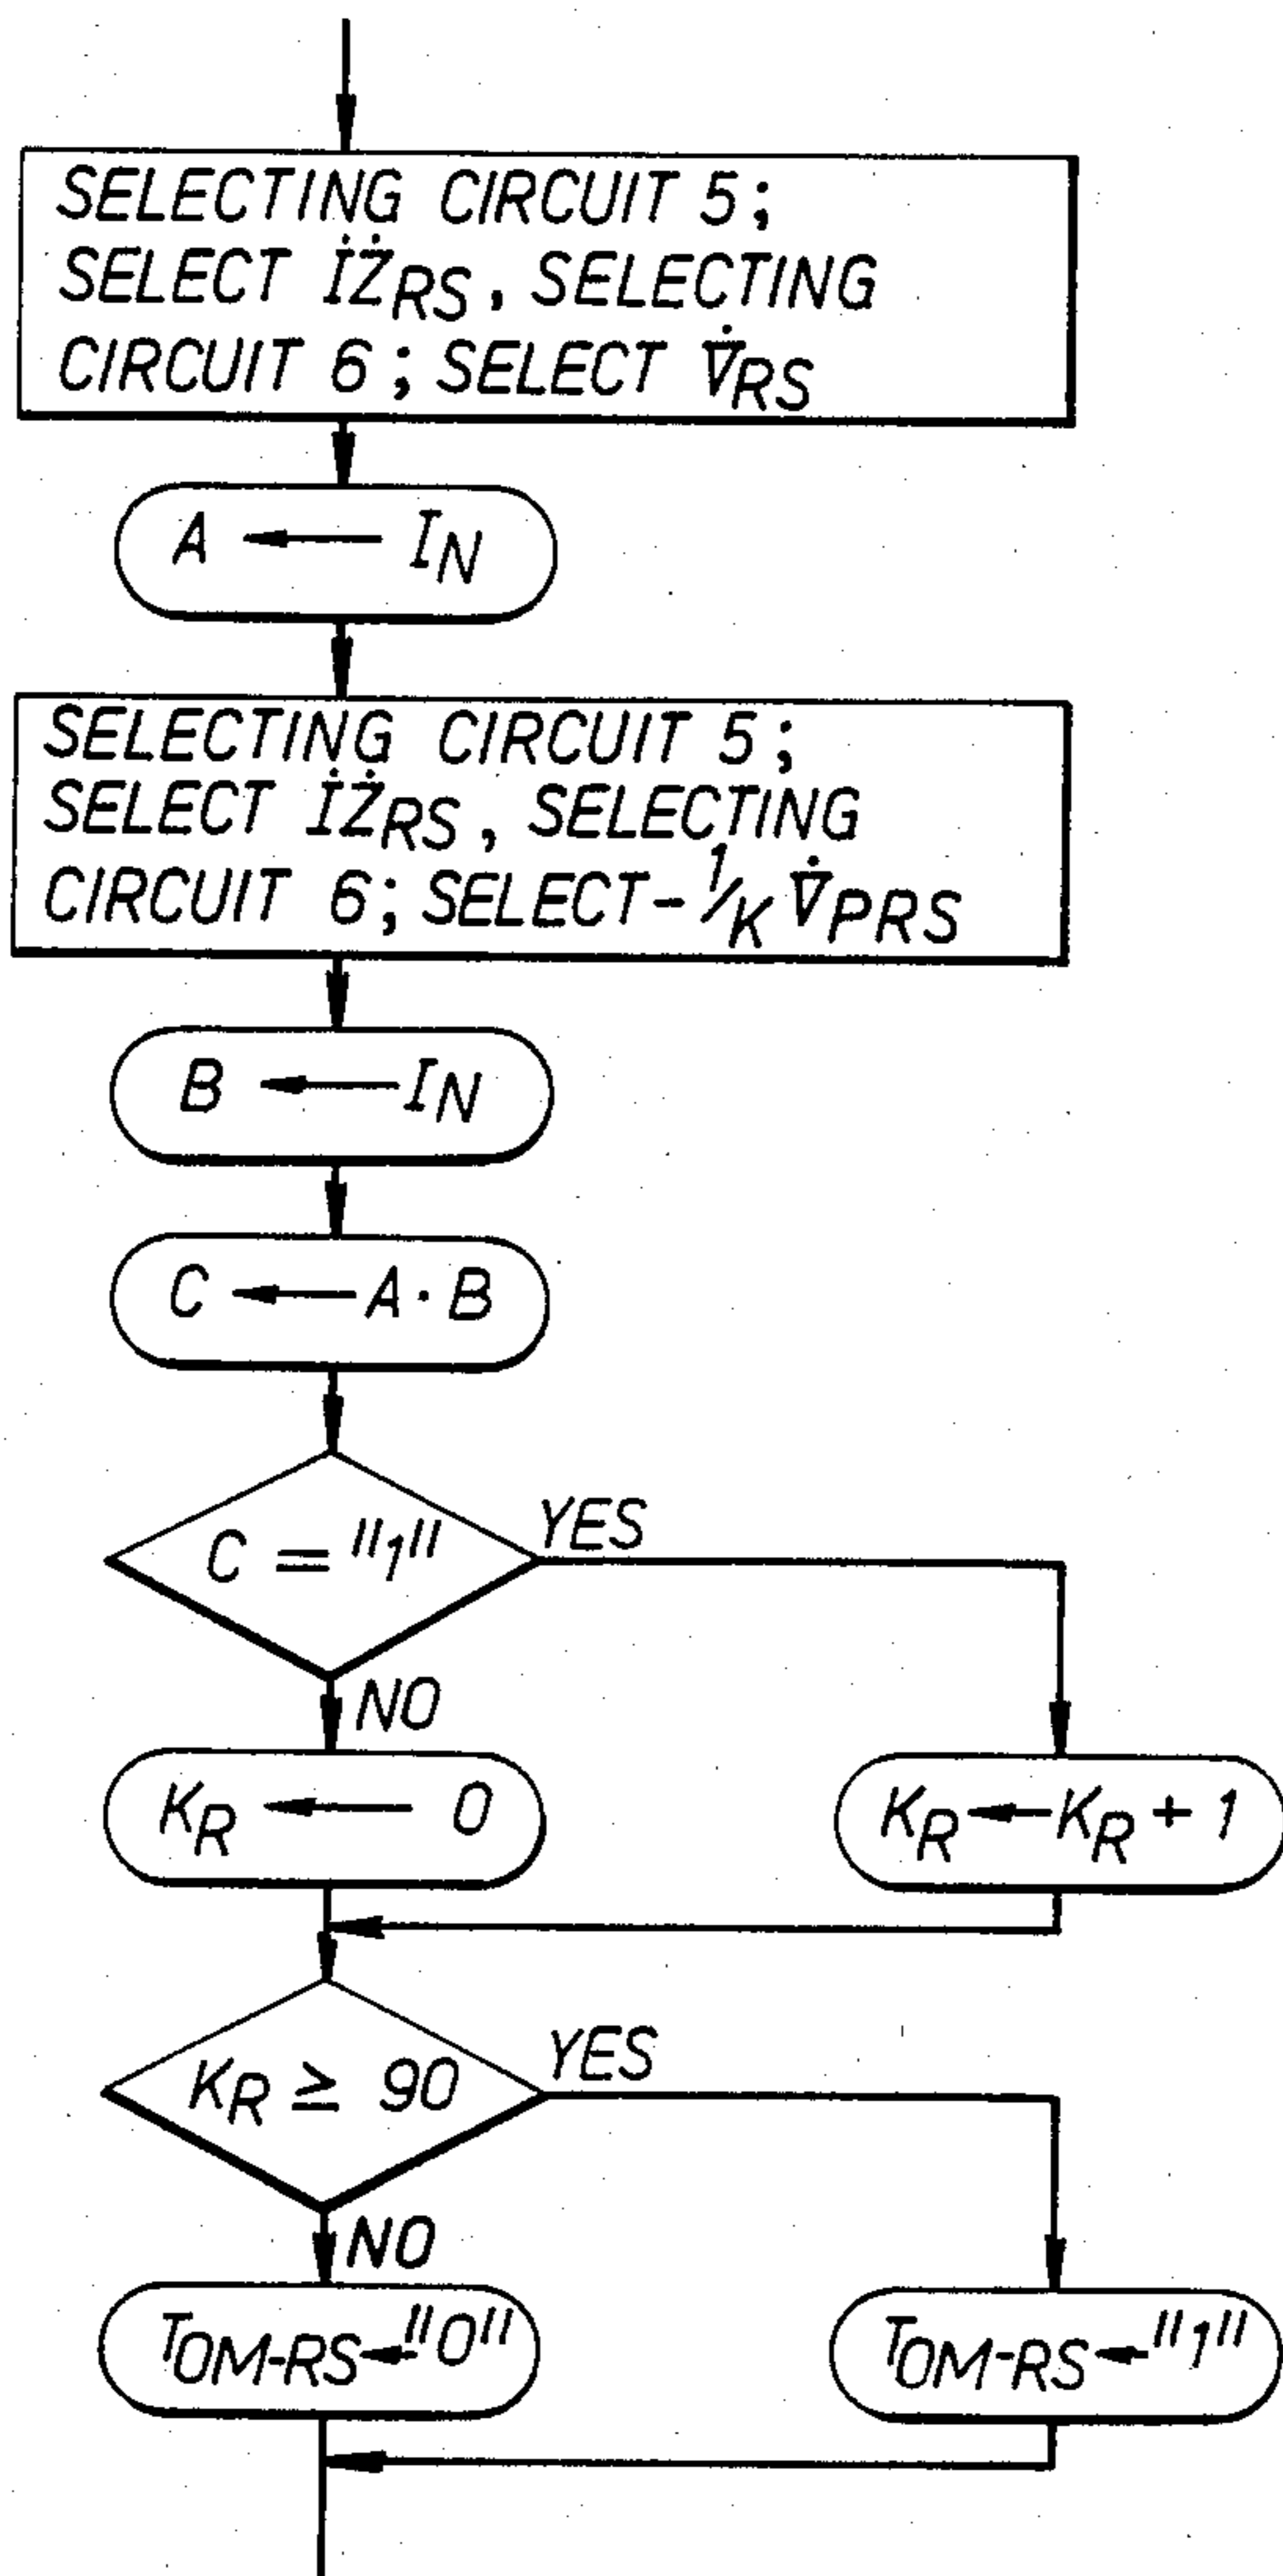 SELECTING CIRCUIT 5;
SELECT İŻRS, SELECTING
CIRCUIT 6; SELECT V̇RS
A ← IN
SELECTING CIRCUIT 5;
SELECT İŻRS, SELECTING
CIRCUIT 6; SELECT - 1/K V̇PRS
B ← IN
C ← A · B
C = "1"
YES
NO
KR ← 0
KR ← KR + 1
KR ≥ 90
YES
NO
TOM-RS ← "0"
TOM-RS ← "1"